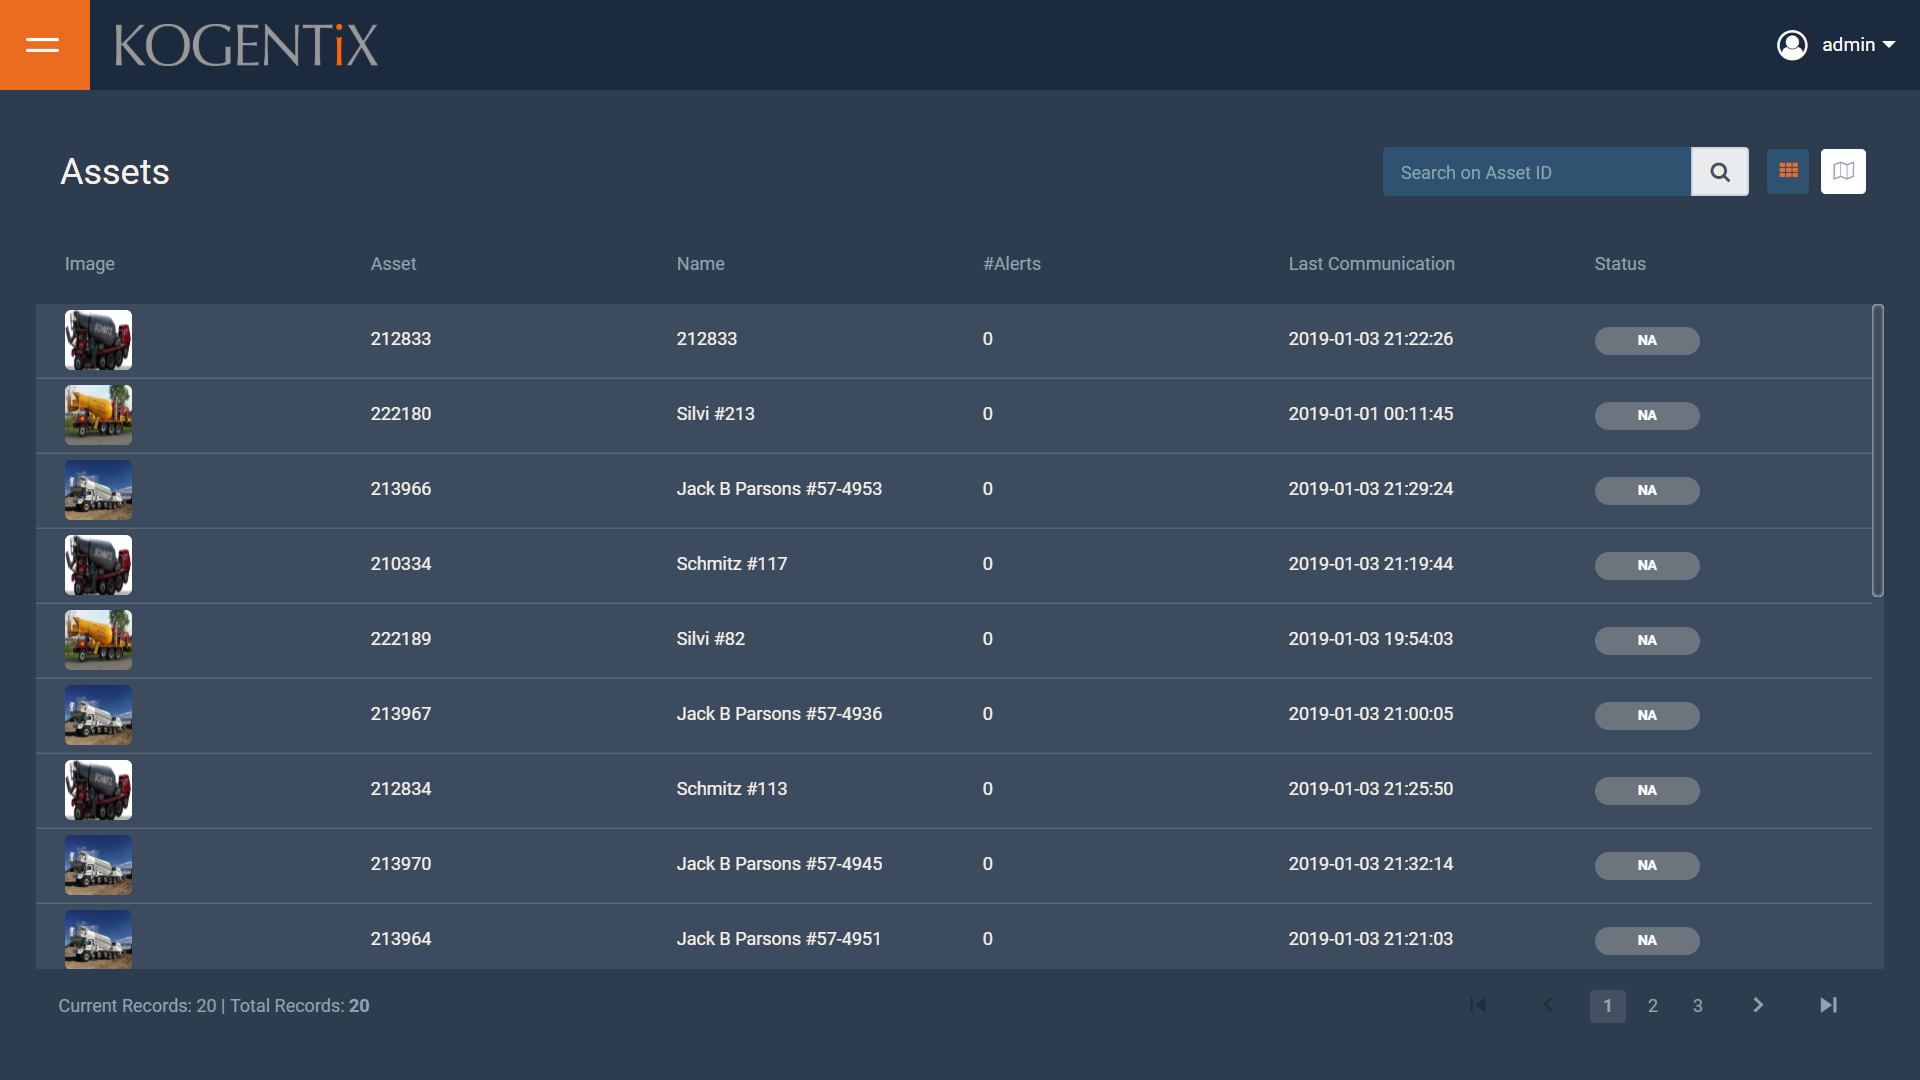 KOGENTiX
admin
Assets
Search on Asset ID
Image Asset Name #Alerts Last Communication Status
SCHMITZ
212833 212833 0 2019-01-03 21:22:26 NA
222180 Silvi #213 0 2019-01-01 00:11:45 NA
213966 Jack B Parsons #57-4953 0 2019-01-03 21:29:24 NA
SCHMITZ
210334 Schmitz #117 0 2019-01-03 21:19:44 NA
222189 Silvi #82 0 2019-01-03 19:54:03 NA
213967 Jack B Parsons #57-4936 0 2019-01-03 21:00:05 NA
SCHMITZ
212834 Schmitz #113 0 2019-01-03 21:25:50 NA
213970 Jack B Parsons #57-4945 0 2019-01-03 21:32:14 NA
213964 Jack B Parsons #57-4951 0 2019-01-03 21:21:03 NA
Current Records: 20 | Total Records: 20
1 2 3